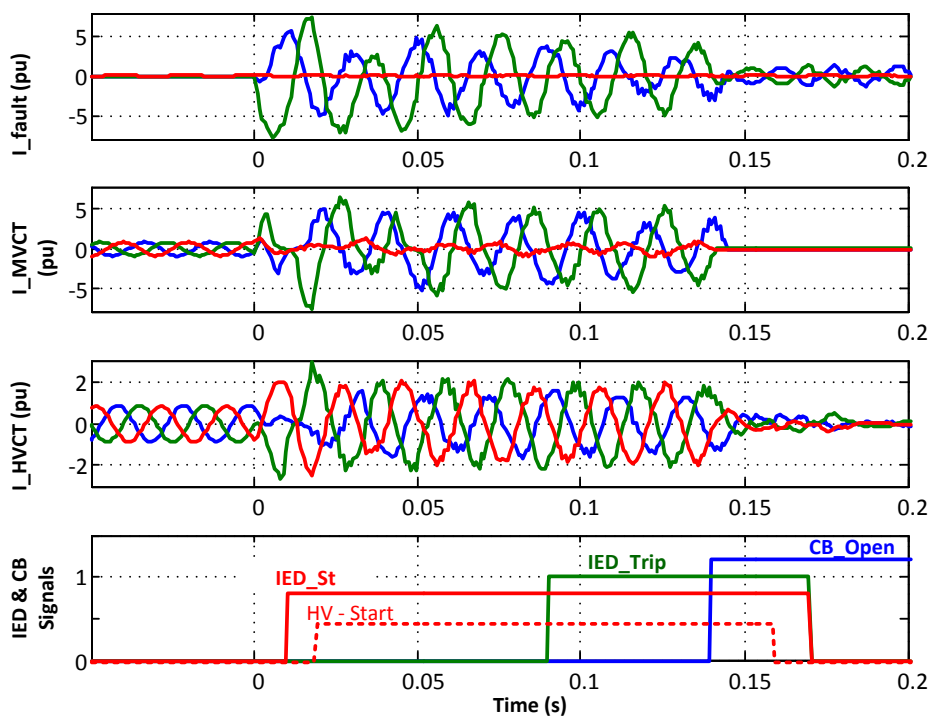 I_fault (pu)
5
0
-5
0
0.05
0.1
0.15
0.2
I_MVCT
(pu)
5
0
-5
0
0.05
0.1
0.15
0.2
I_HVCT (pu)
2
0
-2
0
0.05
0.1
0.15
0.2
IED & CB
Signals
1
0
IED_St
HV - Start
IED_Trip
CB_Open
0
0.05
0.1
0.15
0.2
Time (s)